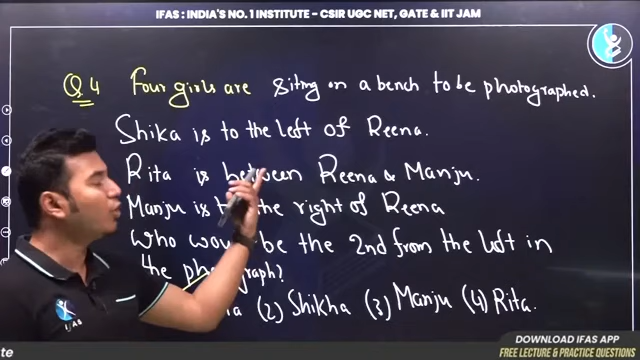 IFAS : INDIA'S NO. 1 INSTITUTE - CSIR UGC NET, GATE & IIT JAM
Q4 Four girls are siting on a bench to be photographed.
Shika is to the left of Reena.
Rita is between Reena & Manju.
Manju is the right of Reena
Who wou be the 2nd from the left in
the photograph?
(2) Shikha (3) Manju (4) Rita.
iFAS
DOWNLOAD IFAS APP
FREE LECTURE & PRACTICE QUESTIONS